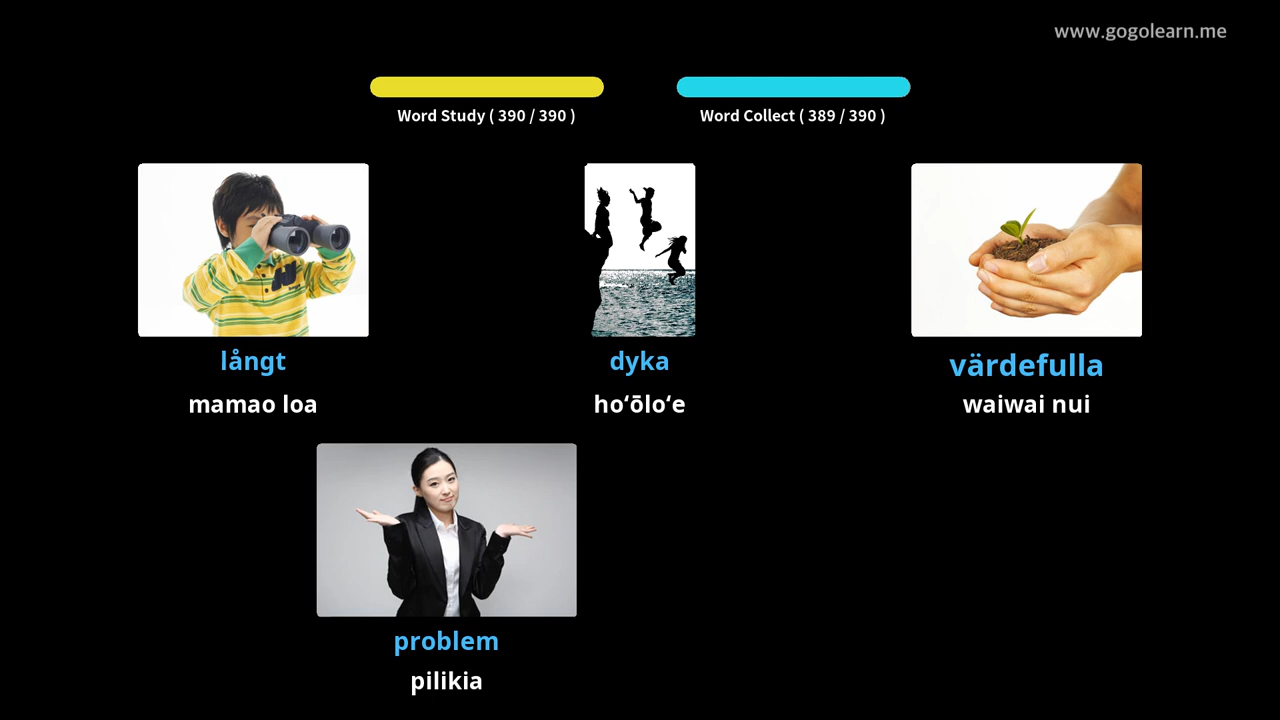 www.gogolearn.me
Word Study ( 390 / 390 )
Word Collect ( 389 / 390 )
långt
dyka
värdefulla
mamao loa
hoʻōloʻe
waiwai nui
problem
pilikia